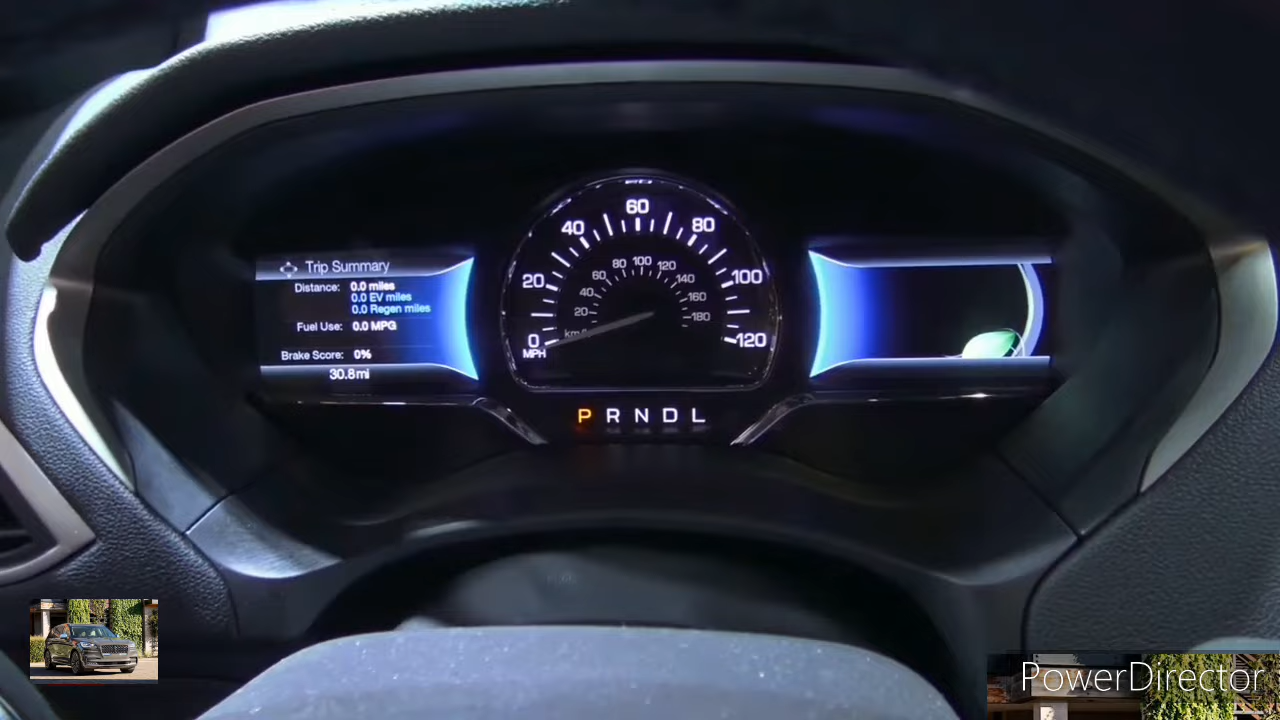 Trip Summary
Distance: 0.0 miles
0.0 EV miles
0.0 Regen miles
Fuel Use: 0.0 MPG
Brake Score: 0%
30.8 mi
0 20 40 60 80 100 120
MPH
20 40 60 80 100 120 140 160 180
P R N D L
PowerDirector